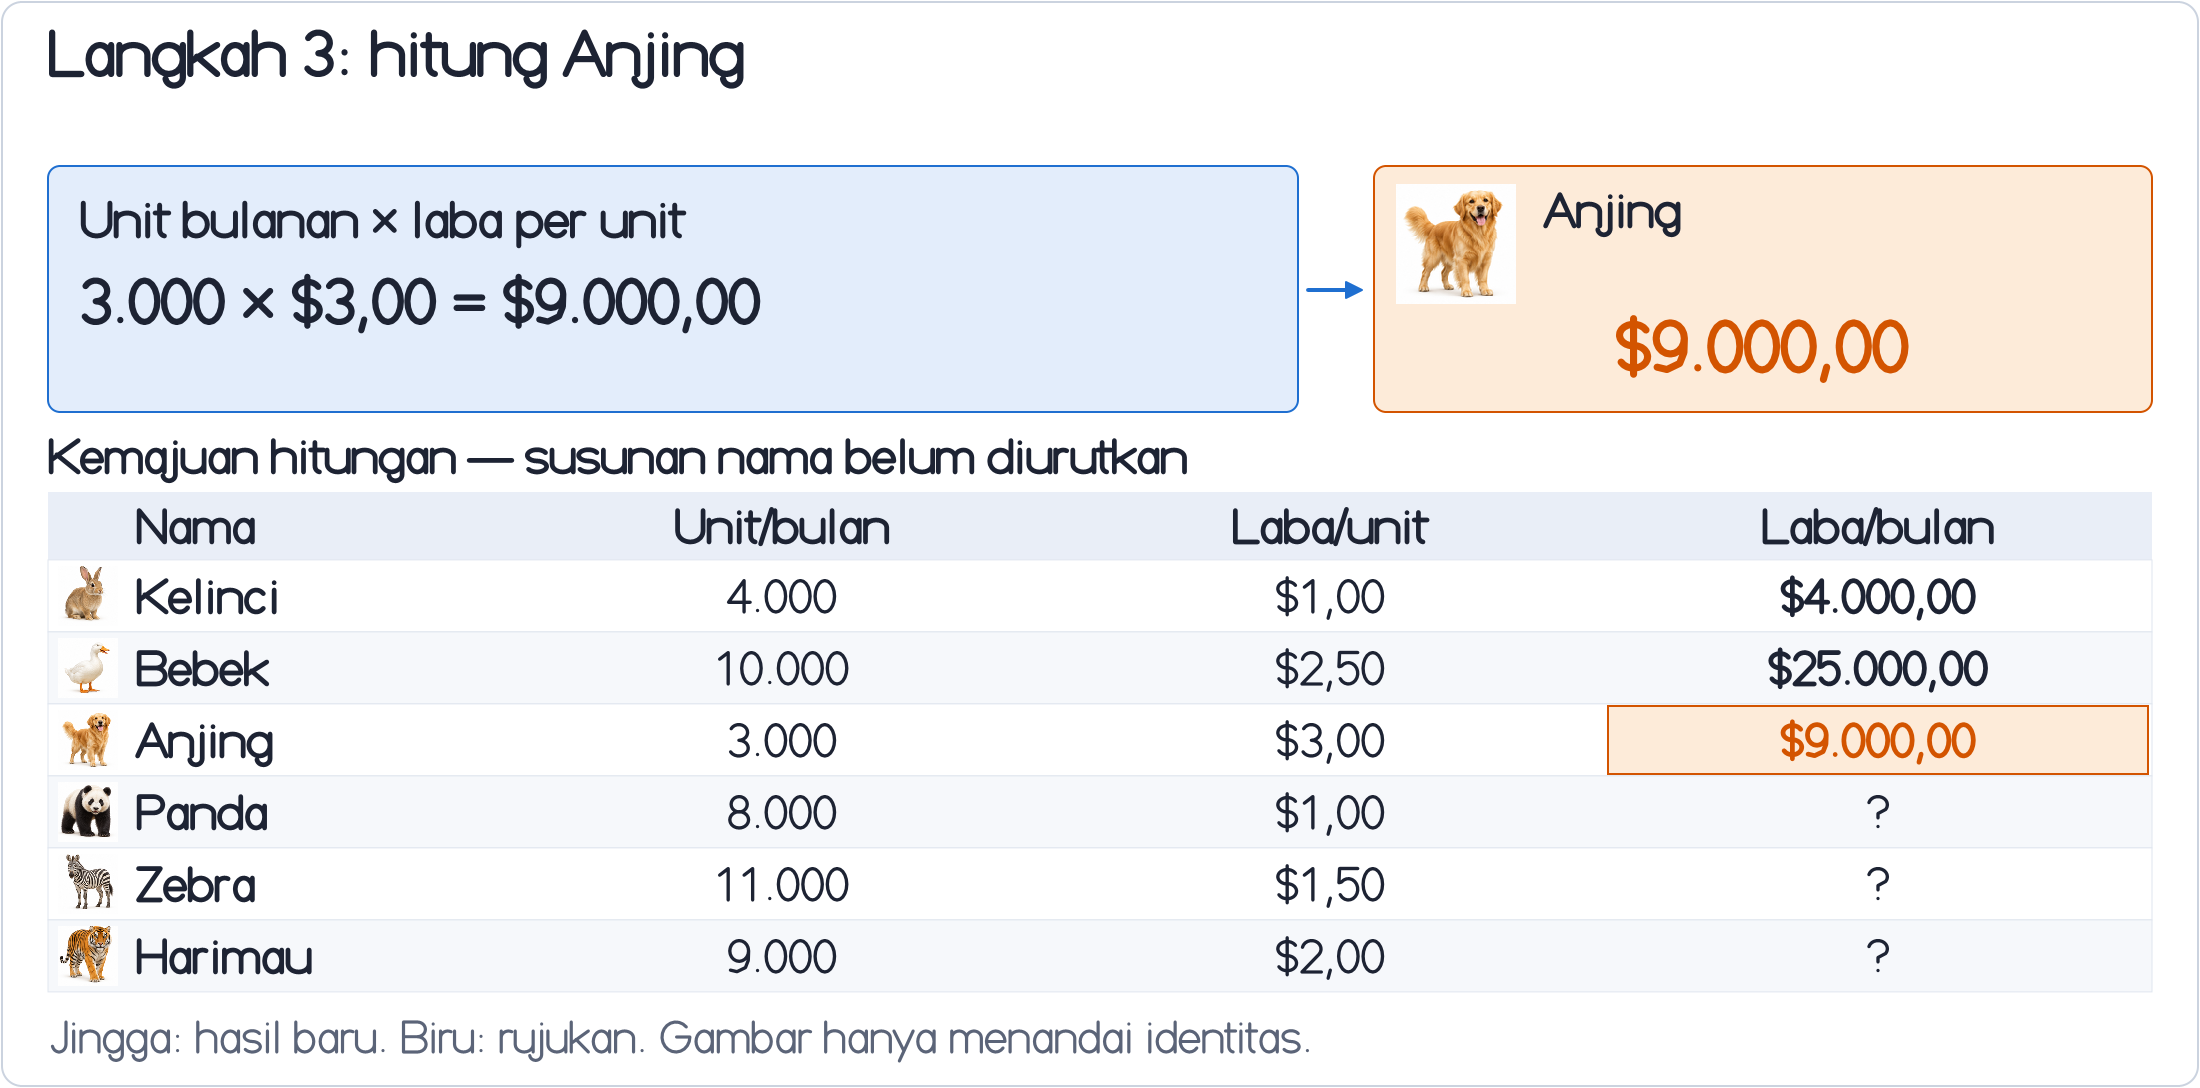 Langkah 3: hitung Anjing
Unit bulanan × laba per unit
3.000 × $3,00 = $9.000,00
Anjing
$9.000,00
Kemajuan hitungan — susunan nama belum diurutkan
Nama Unit/bulan Laba/unit Laba/bulan
Kelinci 4.000 $1,00 $4.000,00
Bebek 10.000 $2,50 $25.000,00
Anjing 3.000 $3,00 $9.000,00
Panda 8.000 $1,00 ?
Zebra 11.000 $1,50 ?
Harimau 9.000 $2,00 ?
Jingga: hasil baru. Biru: rujukan. Gambar hanya menandai identitas.